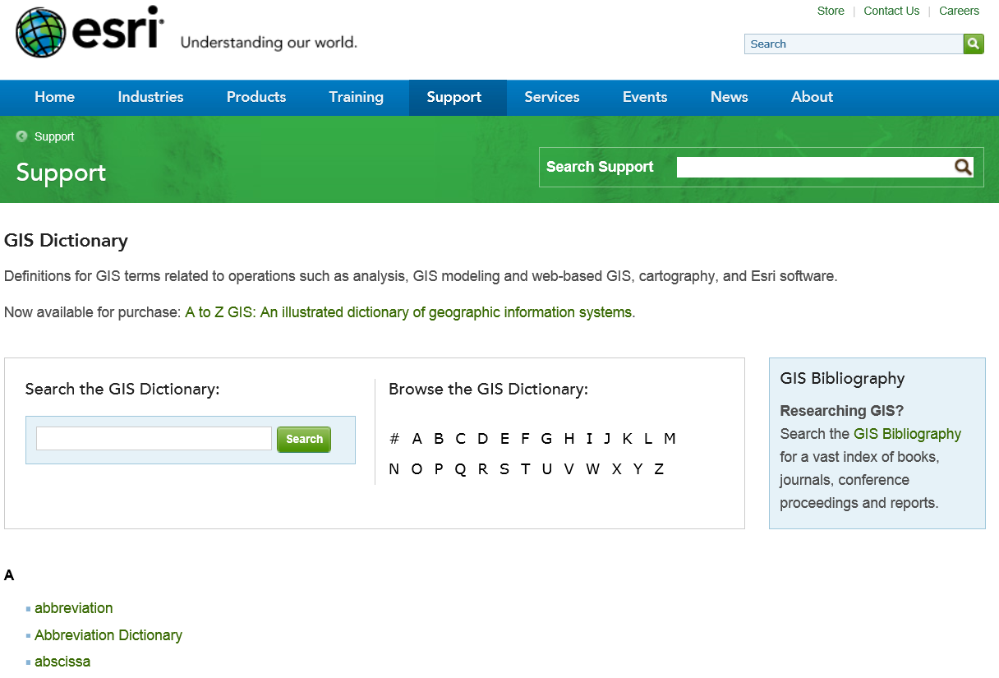 esri
Understanding our world.
Store | Contact Us | Careers
Search
Home Industries Products Training Support Services Events News About
Support
Support
Search Support
GIS Dictionary
Definitions for GIS terms related to operations such as analysis, GIS modeling and web-based GIS, cartography, and Esri software.
Now available for purchase: A to Z GIS: An illustrated dictionary of geographic information systems.
Search the GIS Dictionary:
Search
Browse the GIS Dictionary:
# A B C D E F G H I J K L M
N O P Q R S T U V W X Y Z
GIS Bibliography
Researching GIS?
Search the GIS Bibliography
for a vast index of books,
journals, conference
proceedings and reports.
A
abbreviation
Abbreviation Dictionary
abscissa